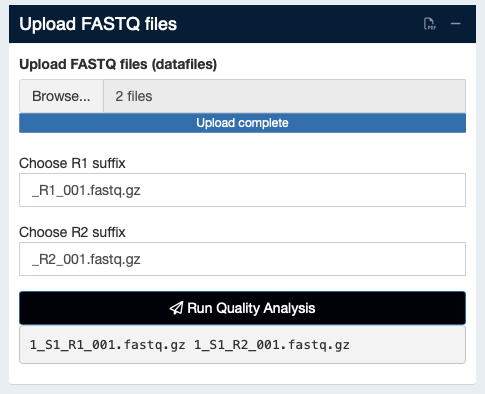 Upload FASTQ files
Upload FASTQ files (datafiles)
Browse... 2 files
Upload complete
Choose R1 suffix
_R1_001.fastq.gz
Choose R2 suffix
_R2_001.fastq.gz
Run Quality Analysis
1_S1_R1_001.fastq.gz 1_S1_R2_001.fastq.gz